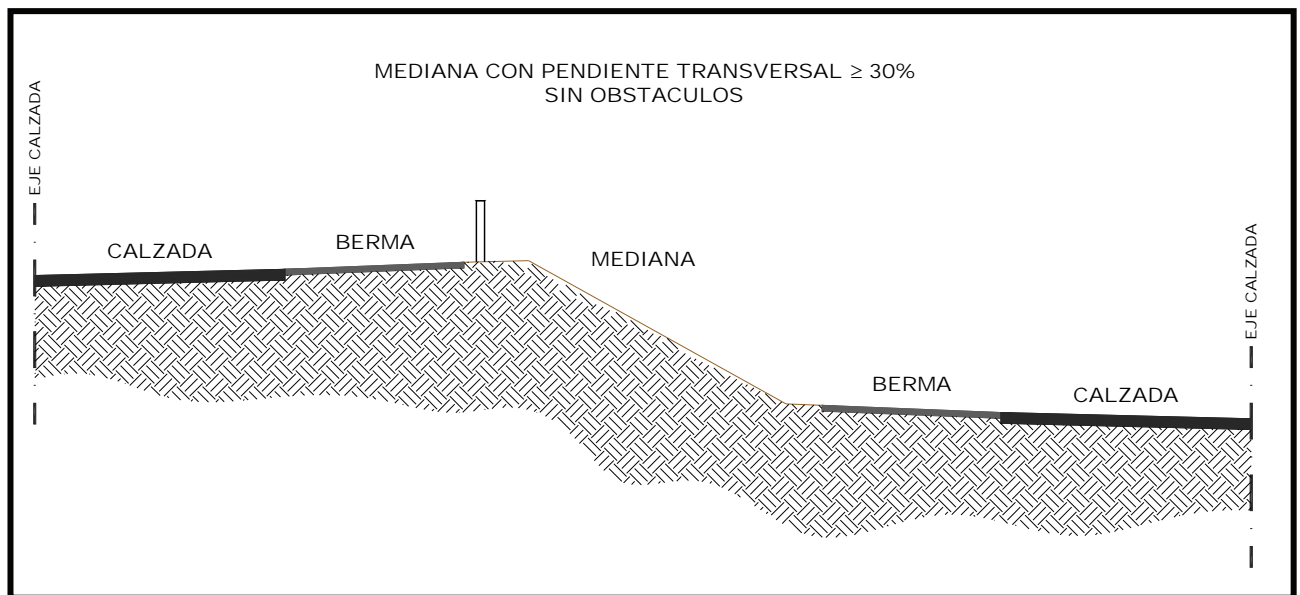 MEDIANA CON PENDIENTE TRANSVERSAL ≥ 30%
SIN OBSTACULOS
EJE CALZADA
CALZADA
BERMA
MEDIANA
BERMA
CALZADA
EJE CALZADA